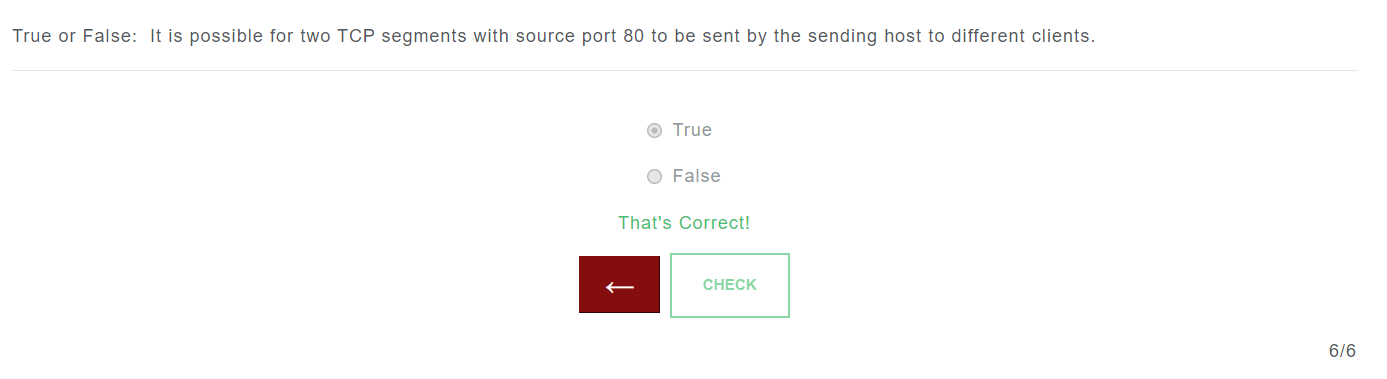 True or False:  It is possible for two TCP segments with source port 80 to be sent by the sending host to different clients.
True
False
That's Correct!
← CHECK
6/6